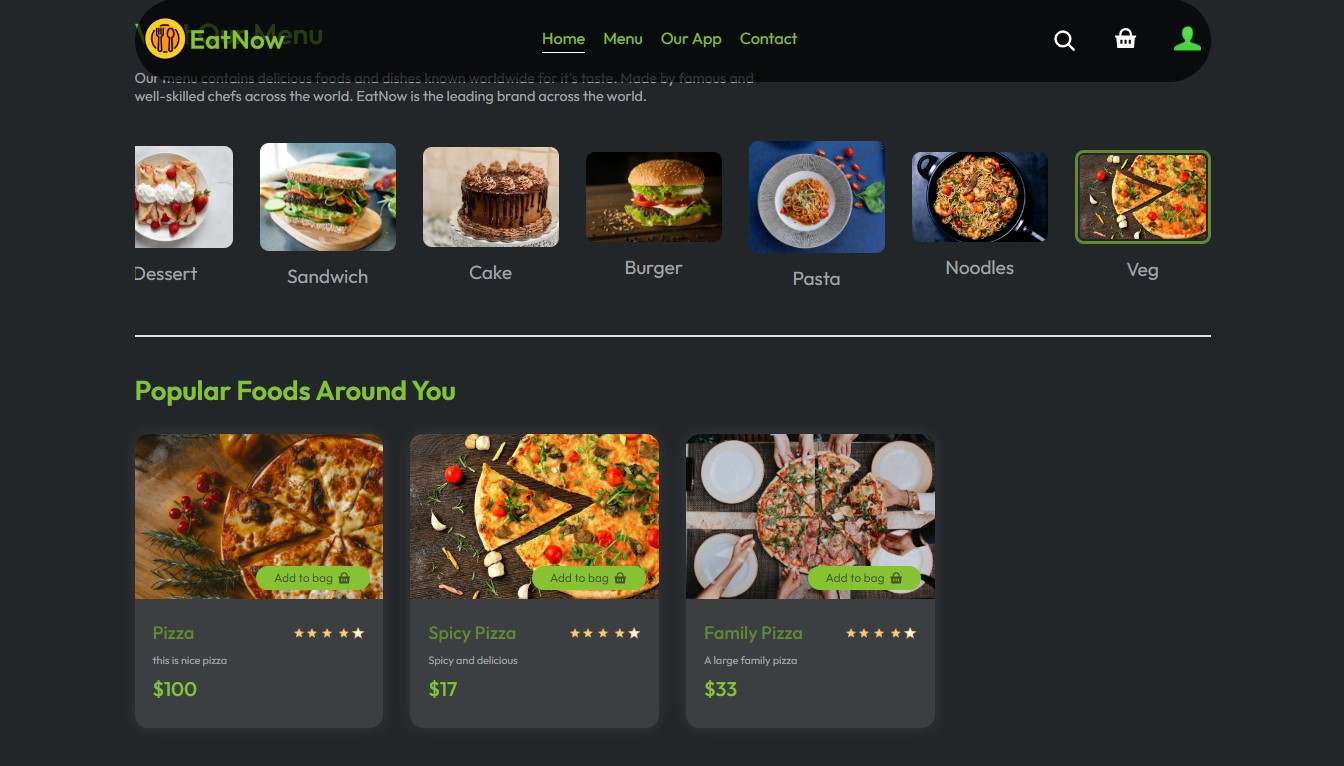 EatNow
Home Menu Our App Contact
Our menu contains delicious foods and dishes known worldwide for it's taste. Made by famous and
well-skilled chefs across the world. EatNow is the leading brand across the world.
Dessert
Sandwich
Cake
Burger
Pasta
Noodles
Veg
Popular Foods Around You
Add to bag
Pizza
this is nice pizza
$100
Add to bag
Spicy Pizza
Spicy and delicious
$17
Add to bag
Family Pizza
A large family pizza
$33